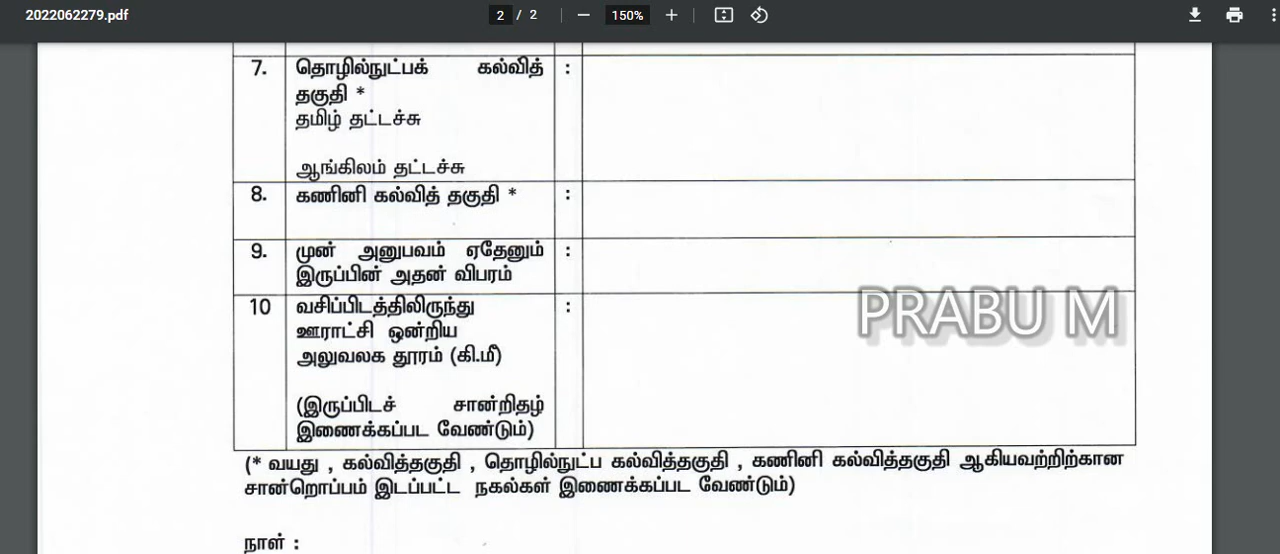 2022062279.pdf 2 / 2 — 150% +
7. தொழில்நுட்பக் கல்வித் :
தகுதி *
தமிழ் தட்டச்சு
ஆங்கிலம் தட்டச்சு
8. கணினி கல்வித் தகுதி * :
9. முன் அனுபவம் ஏதேனும் :
இருப்பின் அதன் விபரம்
10 வசிப்பிடத்திலிருந்து :
ஊராட்சி ஒன்றிய
அலுவலக தூரம் (கி.மீ)
PRABU M
(இருப்பிடச் சான்றிதழ்
இணைக்கப்பட வேண்டும்)
(* வயது , கல்வித்தகுதி , தொழில்நுட்ப கல்வித்தகுதி , கணினி கல்வித்தகுதி ஆகியவற்றிற்கான
சான்றொப்பம் இடப்பட்ட நகல்கள் இணைக்கப்பட வேண்டும்)
நாள் :